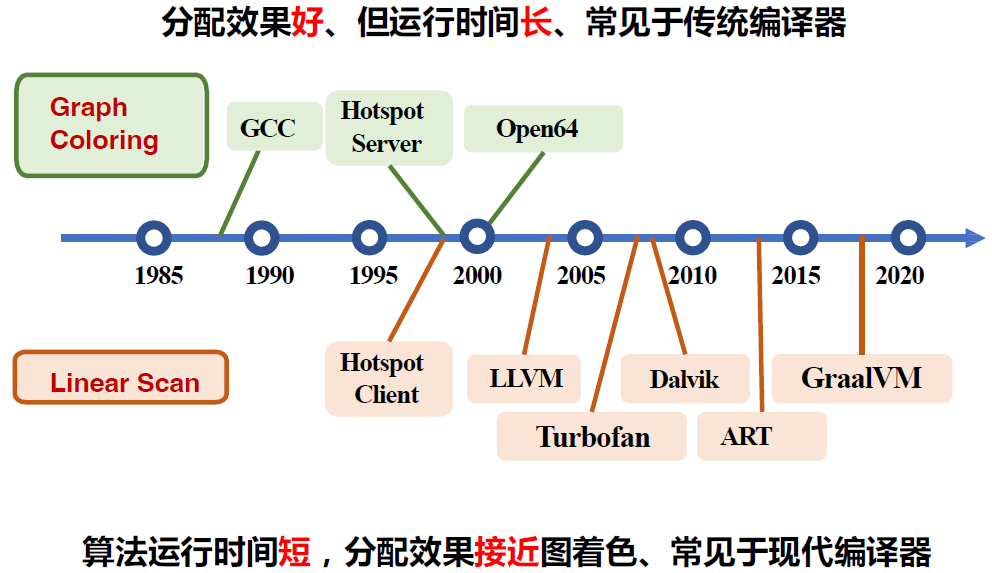 分配效果好、但运行时间长、常见于传统编译器
Graph
Coloring
GCC
Hotspot
Server
Open64
1985
1990
1995
2000
2005
2010
2015
2020
Linear Scan
Hotspot
Client
LLVM
Dalvik
GraalVM
Turbofan
ART
算法运行时间短，分配效果接近图着色、常见于现代编译器